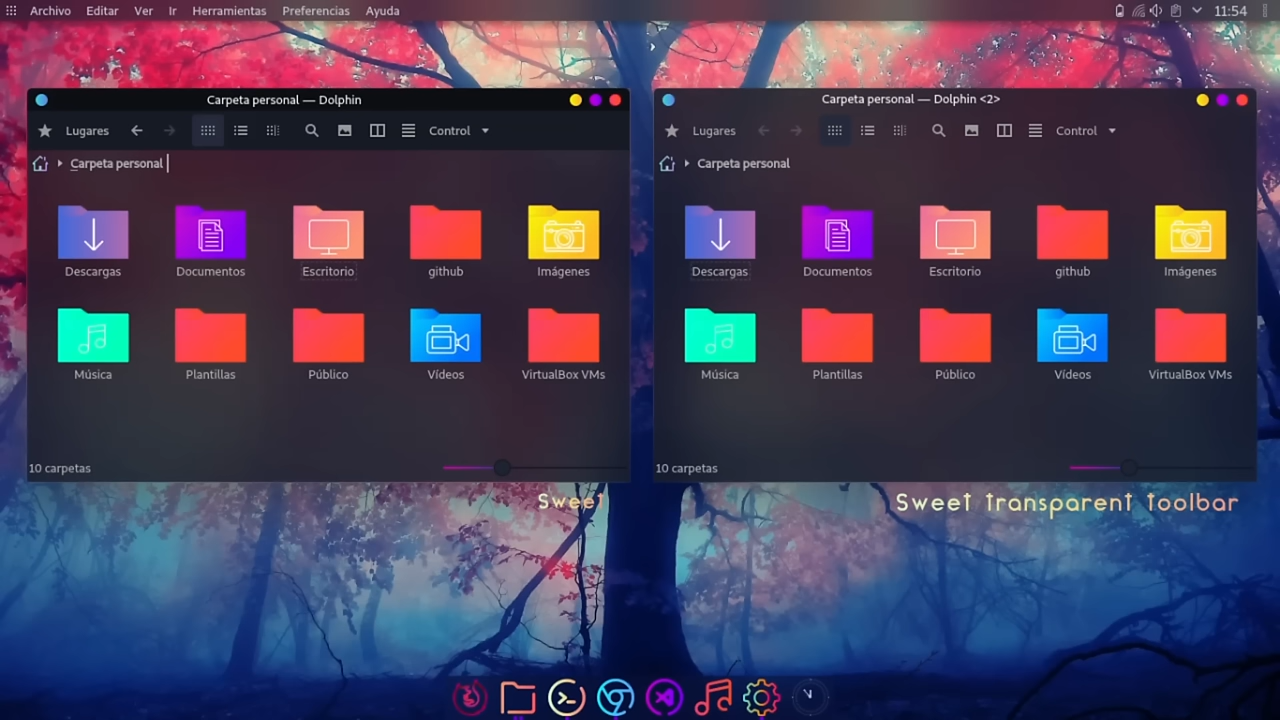 Archivo Editar Ver Ir Herramientas Preferencias Ayuda 11:54
Carpeta personal — Dolphin
Lugares Control
Carpeta personal
Descargas Documentos Escritorio github Imágenes
Música Plantillas Público Vídeos VirtualBox VMs
10 carpetas
Sweet
Carpeta personal — Dolphin <2>
Lugares Control
Carpeta personal
Descargas Documentos Escritorio github Imágenes
Música Plantillas Público Vídeos VirtualBox VMs
10 carpetas
Sweet transparent toolbar